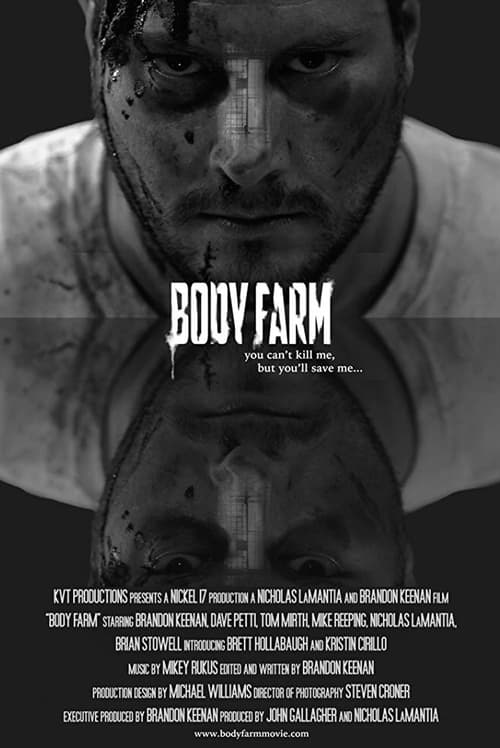 BODY FARM
you can't kill me,
but you'll save me...
KVT PRODUCTIONS PRESENTS A NICKEL 17 PRODUCTION A NICHOLAS LaMANTIA AND BRANDON KEENAN FILM
"BODY FARM" STARRING BRANDON KEENAN, DAVE PETTI, TOM MIRTH, MIKE REEPING, NICHOLAS LaMANTIA,
BRIAN STOWELL INTRODUCING BRETT HOLLABAUGH AND KRISTIN CIRILLO
MUSIC BY MIKEY RUKUS EDITED AND WRITTEN BY BRANDON KEENAN
PRODUCTION DESIGN BY MICHAEL WILLIAMS DIRECTOR OF PHOTOGRAPHY STEVEN CRONER
EXECUTIVE PRODUCED BY BRANDON KEENAN PRODUCED BY JOHN GALLAGHER AND NICHOLAS LaMANTIA
www.bodyfarmmovie.com